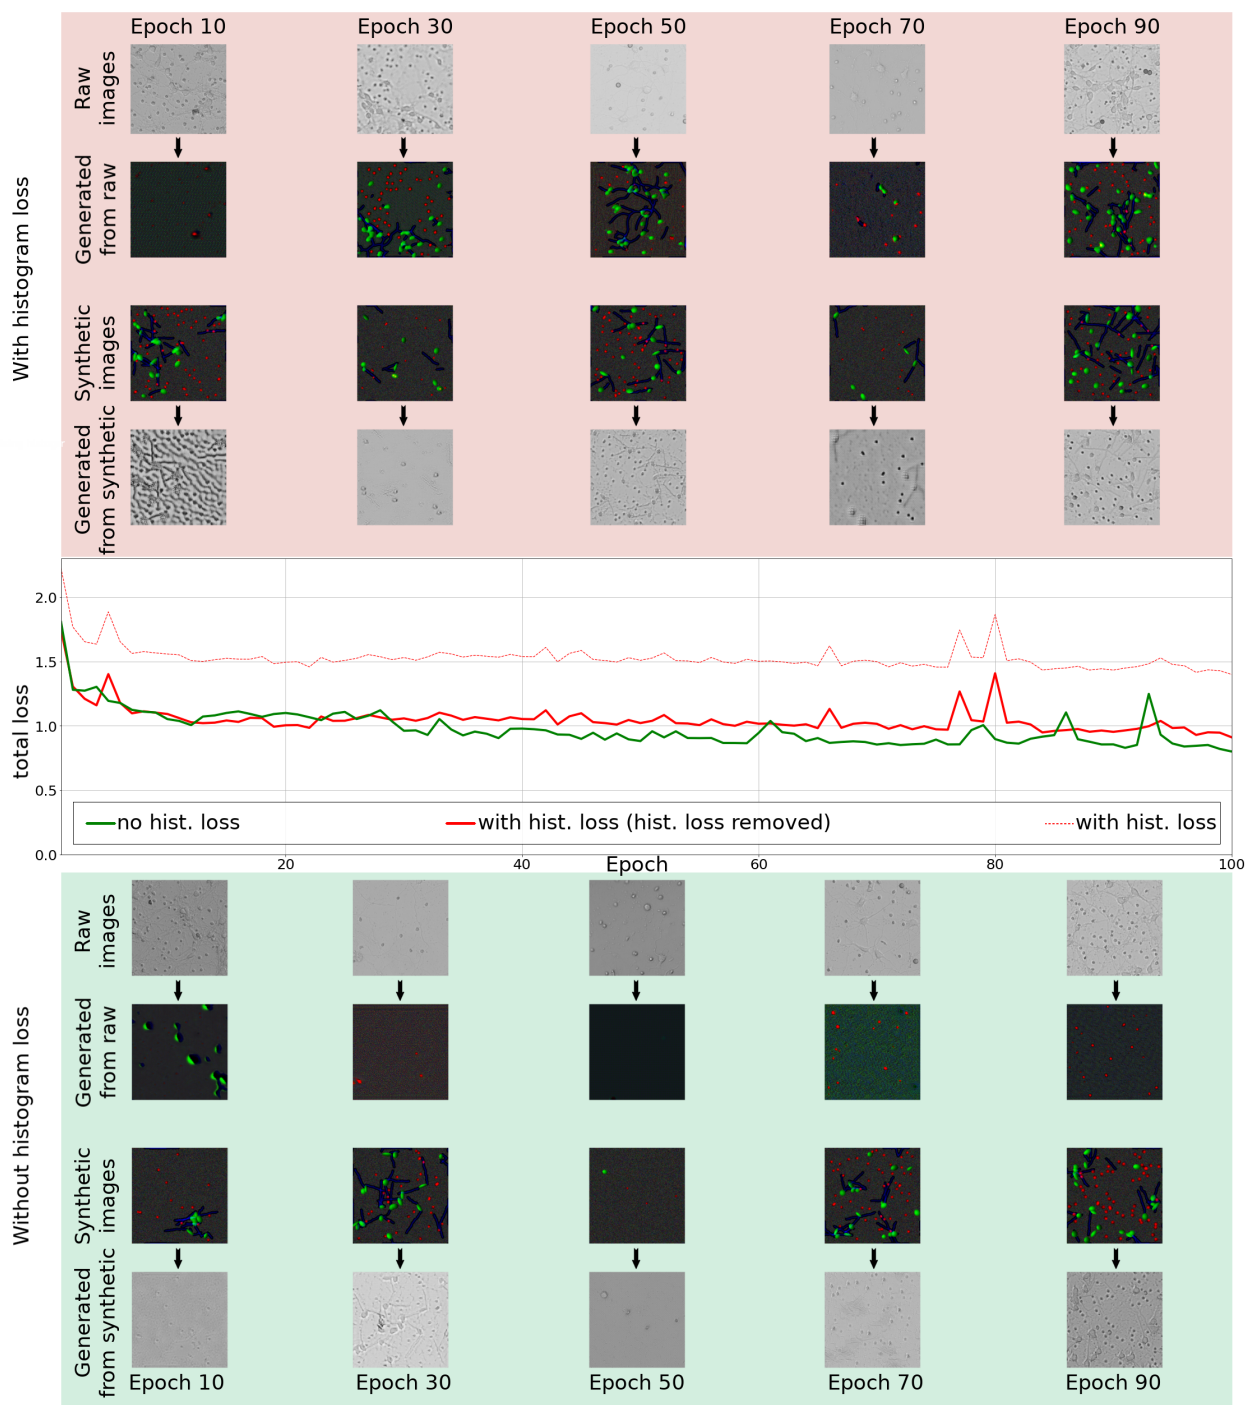 Epoch 10 Epoch 30 Epoch 50 Epoch 70 Epoch 90
With histogram loss
Raw
images
Generated
from raw
Synthetic
images
Generated
from synthetic
total loss
2.0
1.5
1.0
0.5
0.0
no hist. loss with hist. loss (hist. loss removed) with hist. loss
20 40 60 80 100
Epoch
Without histogram loss
Raw
images
Generated
from raw
Synthetic
images
Generated
from synthetic
Epoch 10 Epoch 30 Epoch 50 Epoch 70 Epoch 90